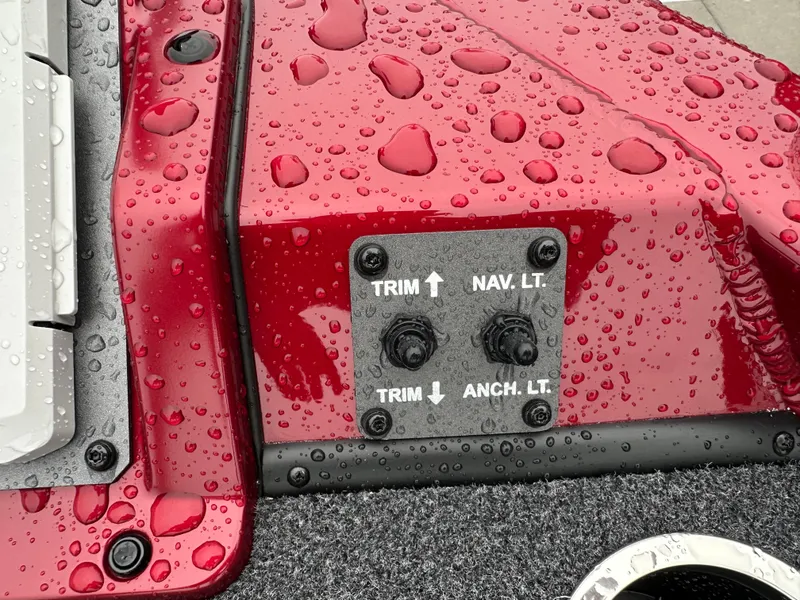 TRIM ⬆ NAV. LT.
TRIM ⬇ ANCH. LT.